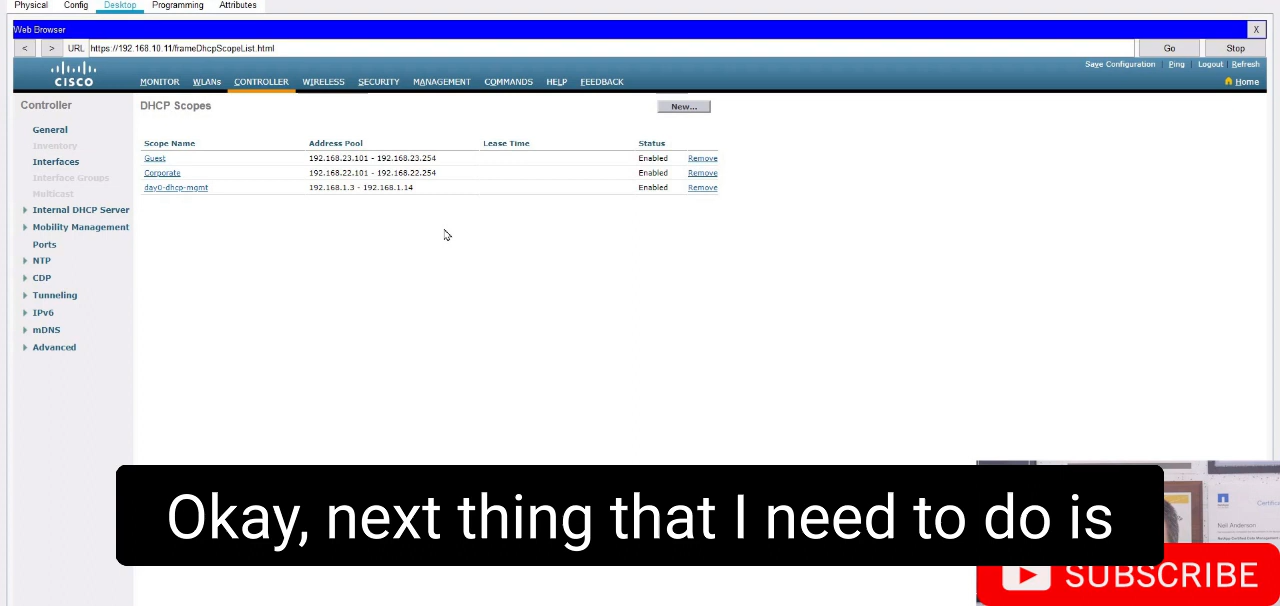 Physical Config Desktop Programming Attributes
Web Browser X
< > URL https://192.168.10.11/frameDhcpScopeList.html Go Stop
Save Configuration | Ping | Logout | Refresh
CISCO MONITOR WLANs CONTROLLER WIRELESS SECURITY MANAGEMENT COMMANDS HELP FEEDBACK Home
Controller
General
Inventory
Interfaces
Interface Groups
Multicast
Internal DHCP Server
Mobility Management
Ports
NTP
CDP
Tunneling
IPv6
mDNS
Advanced
DHCP Scopes New...
Scope Name Address Pool Lease Time Status
Guest 192.168.23.101 - 192.168.23.254 Enabled Remove
Corporate 192.168.22.101 - 192.168.22.254 Enabled Remove
day0-dhcp-mgmt 192.168.1.3 - 192.168.1.14 Enabled Remove
Okay, next thing that I need to do is
Neil Anderson
SUBSCRIBE